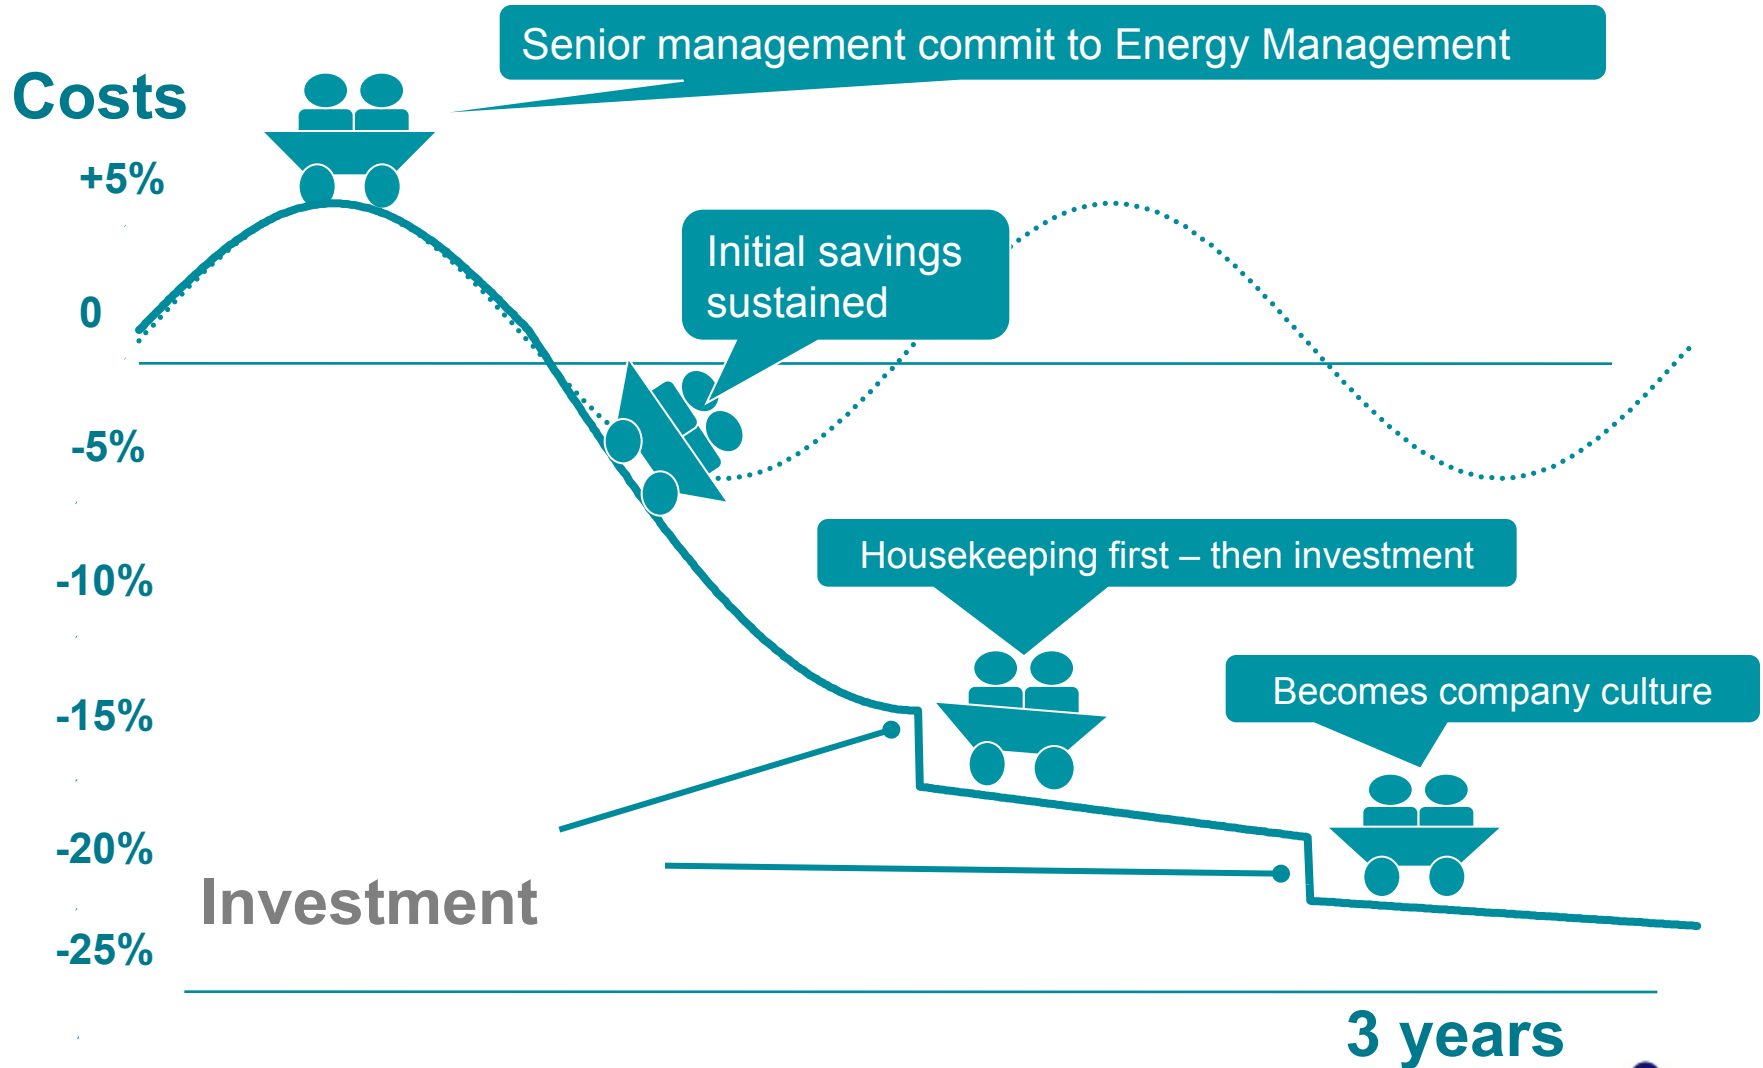 Senior management commit to Energy Management
Costs
+5%
Initial savings
sustained
0
-5%
Housekeeping first – then investment
-10%
Becomes company culture
-15%
-20%
Investment
-25%
3 years